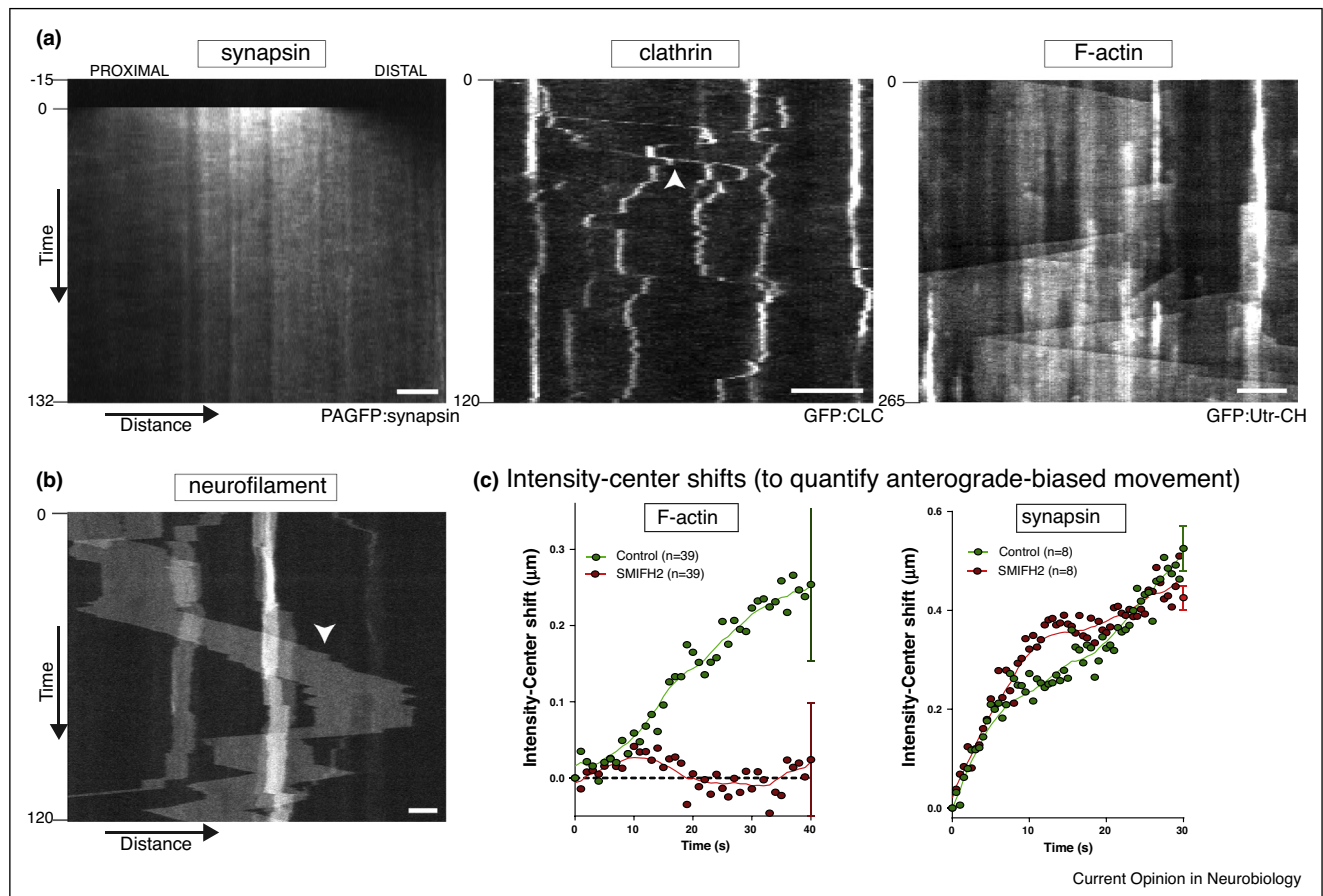 (a)
synapsin
PROXIMAL
DISTAL
-15
0
Time
132
Distance
PAGFP:synapsin
clathrin
0
120
GFP:CLC
F-actin
0
265
GFP:Utr-CH
(b)
neurofilament
0
Time
120
Distance
(c) Intensity-center shifts (to quantify anterograde-biased movement)
F-actin
Control (n=39)
SMIFH2 (n=39)
Intensity-Center shift (μm)
0.3
0.2
0.1
0.0
0 10 20 30 40
Time (s)
synapsin
Control (n=8)
SMIFH2 (n=8)
Intensity-Center shift (μm)
0.6
0.4
0.2
0.0
0 10 20 30
Time (s)
Current Opinion in Neurobiology